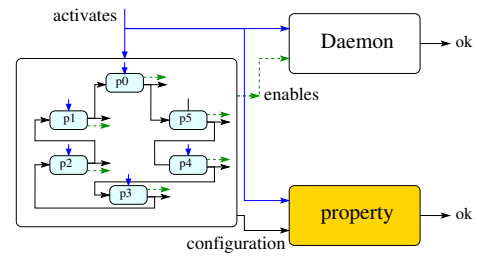 activates
Daemon
ok
p0
enables
p1
p5
p2
p4
p3
property
ok
configuration